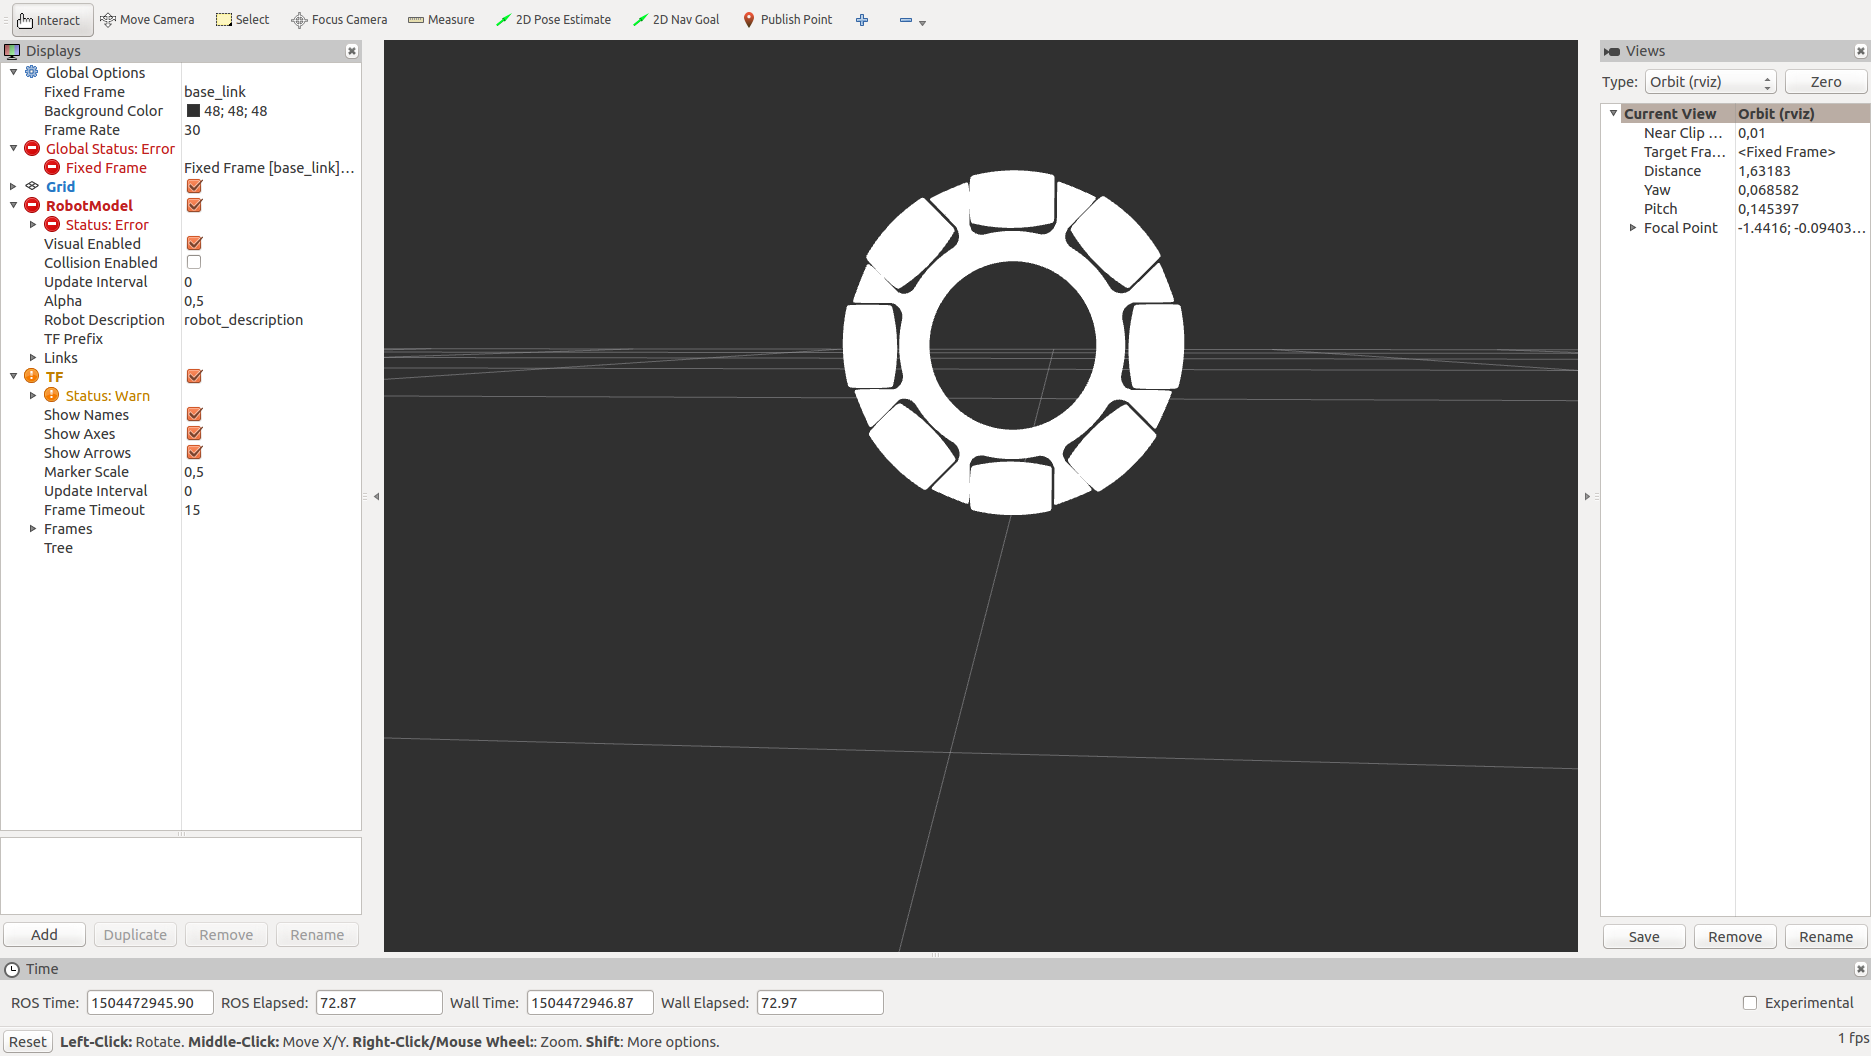 Interact Move Camera Select Focus Camera Measure 2D Pose Estimate 2D Nav Goal Publish Point
Displays
Global Options
Fixed Frame base_link
Background Color 48; 48; 48
Frame Rate 30
Global Status: Error
Fixed Frame Fixed Frame [base_link]...
Grid
RobotModel
Status: Error
Visual Enabled
Collision Enabled
Update Interval 0
Alpha 0,5
Robot Description robot_description
TF Prefix
Links
TF
Status: Warn
Show Names
Show Axes
Show Arrows
Marker Scale 0,5
Update Interval 0
Frame Timeout 15
Frames
Tree
Add Duplicate Remove Rename
Views
Type: Orbit (rviz) Zero
Current View Orbit (rviz)
Near Clip ... 0,01
Target Fra... <Fixed Frame>
Distance 1,63183
Yaw 0,068582
Pitch 0,145397
Focal Point -1.4416; -0.09403...
Save Remove Rename
Time
ROS Time: 1504472945.90 ROS Elapsed: 72.87 Wall Time: 1504472946.87 Wall Elapsed: 72.97 Experimental
Reset Left-Click: Rotate. Middle-Click: Move X/Y. Right-Click/Mouse Wheel:: Zoom. Shift: More options. 1 fps